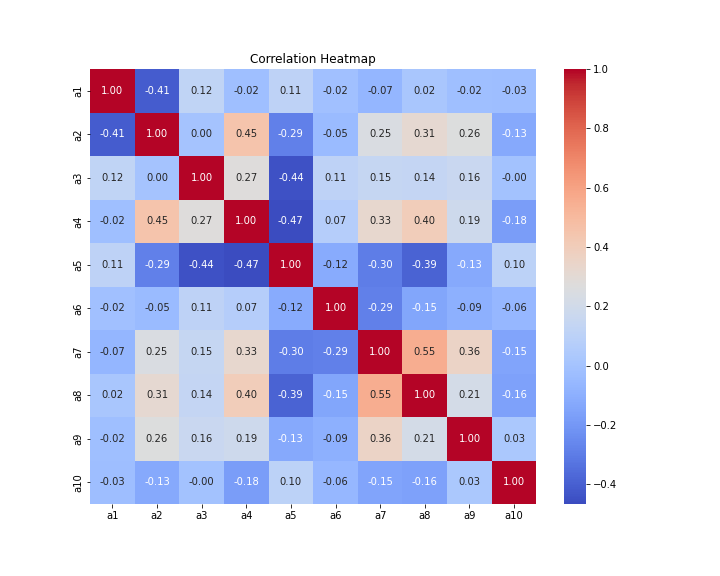 Correlation Heatmap
a1 1.00 -0.41 0.12 -0.02 0.11 -0.02 -0.07 0.02 -0.02 -0.03
a2 -0.41 1.00 0.00 0.45 -0.29 -0.05 0.25 0.31 0.26 -0.13
a3 0.12 0.00 1.00 0.27 -0.44 0.11 0.15 0.14 0.16 -0.00
a4 -0.02 0.45 0.27 1.00 -0.47 0.07 0.33 0.40 0.19 -0.18
a5 0.11 -0.29 -0.44 -0.47 1.00 -0.12 -0.30 -0.39 -0.13 0.10
a6 -0.02 -0.05 0.11 0.07 -0.12 1.00 -0.29 -0.15 -0.09 -0.06
a7 -0.07 0.25 0.15 0.33 -0.30 -0.29 1.00 0.55 0.36 -0.15
a8 0.02 0.31 0.14 0.40 -0.39 -0.15 0.55 1.00 0.21 -0.16
a9 -0.02 0.26 0.16 0.19 -0.13 -0.09 0.36 0.21 1.00 0.03
a10 -0.03 -0.13 -0.00 -0.18 0.10 -0.06 -0.15 -0.16 0.03 1.00
a1 a2 a3 a4 a5 a6 a7 a8 a9 a10
1.0
0.8
0.6
0.4
0.2
0.0
−0.2
−0.4